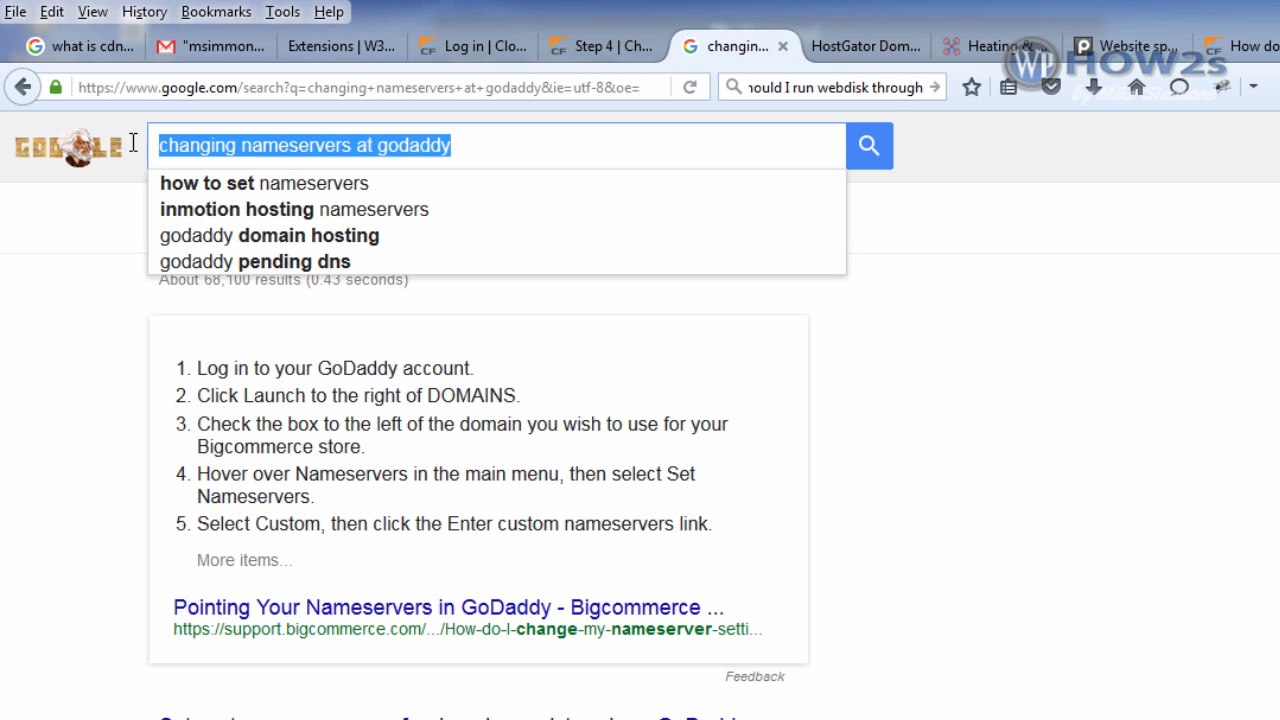 File Edit View History Bookmarks Tools Help
what is cdn...
"msimmon...
Extensions | W3...
Log in | Clo...
Step 4 | Ch...
changin...
HostGator Dom...
Heating &
Website sp...
How do
https://www.google.com/search?q=changing+nameservers+at+godaddy&ie=utf-8&oe=
ould I run webdisk through
WP HOW2s
changing nameservers at godaddy
how to set nameservers
inmotion hosting nameservers
godaddy domain hosting
godaddy pending dns
About 68,100 results (0.43 seconds)
1. Log in to your GoDaddy account.
2. Click Launch to the right of DOMAINS.
3. Check the box to the left of the domain you wish to use for your
Bigcommerce store.
4. Hover over Nameservers in the main menu, then select Set
Nameservers.
5. Select Custom, then click the Enter custom nameservers link.
More items...
Pointing Your Nameservers in GoDaddy - Bigcommerce ...
https://support.bigcommerce.com/.../How-do-I-change-my-nameserver-setti...
Feedback